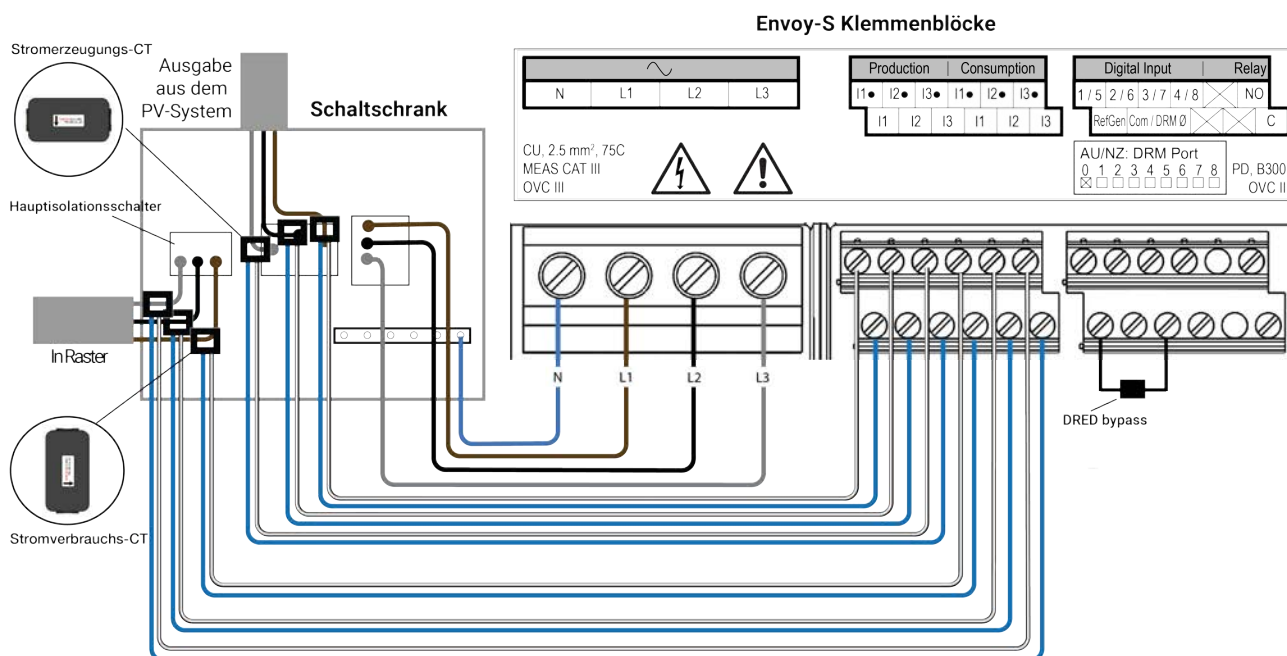 Envoy-S Klemmenblöcke
Stromerzeugungs-CT
Ausgabe
aus dem
PV-System
Schaltschrank
Hauptisolationsschalter
In Raster
Stromverbrauchs-CT
N L1 L2 L3
Production | Consumption
I1● I2● I3● I1● I2● I3●
I1 I2 I3 I1 I2 I3
Digital Input | Relay
1 / 5 2 / 6 3 / 7 4 / 8 NO
RefGen Com / DRM Ø C
CU, 2.5 mm², 75C
MEAS CAT III
OVC III
AU/NZ: DRM Port
0 1 2 3 4 5 6 7 8
PD, B300
OVC II
N L1 L2 L3
DRED bypass